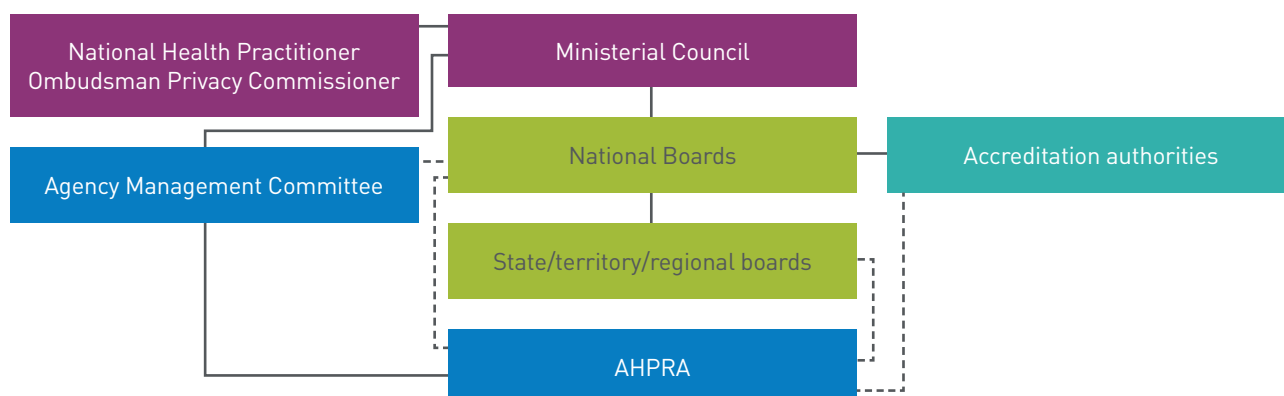 National Health Practitioner
Ombudsman Privacy Commissioner
Ministerial Council
National Boards
Accreditation authorities
Agency Management Committee
State/territory/regional boards
AHPRA